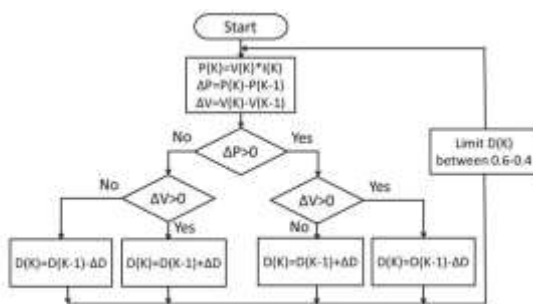 Start
P(K)=V(K)*I(K)
ΔP=P(K)-P(K-1)
ΔV=V(K)-V(K-1)
No
Yes
ΔP>0
Limit D(K)
between 0.6-0.4
No
ΔV>0
Yes
ΔV>0
Yes
No
D(K)=D(K-1)-ΔD
D(K)=D(K-1)+ΔD
D(K)=D(K-1)+ΔD
D(K)=D(K-1)-ΔD